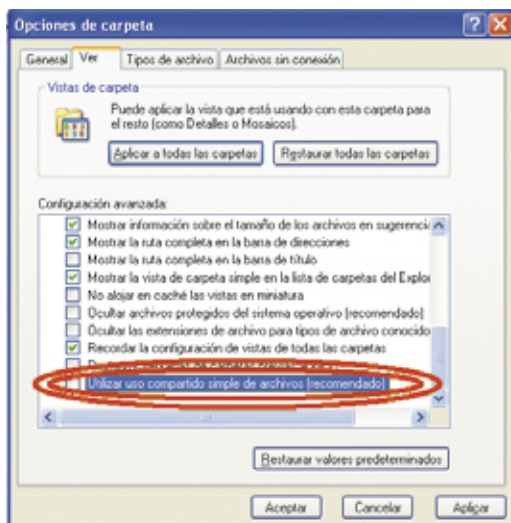 Opciones de carpeta
General Ver Tipos de archivo Archivos sin conexión
Vistas de carpeta
Puede aplicar la vista que está usando con esta carpeta para
el resto (como Detalles o Mosaicos).
Aplicar a todas las carpetas Restaurar todas las carpetas
Configuración avanzada:
Mostrar información sobre el tamaño de los archivos en sugerencia
Mostrar la ruta completa en la barra de direcciones
Mostrar la ruta completa en la barra de título
Mostrar la vista de carpeta simple en la lista de carpetas del Explor
No alojar en caché las vistas en miniatura
Ocultar archivos protegidos del sistema operativo (recomendado)
Ocultar las extensiones de archivo para tipos de archivo conocido
Recordar la configuración de vistas de todas las carpetas
Utilizar uso compartido simple de archivos (recomendado)
Restaurar valores predeterminados
Aceptar Cancelar Aplicar